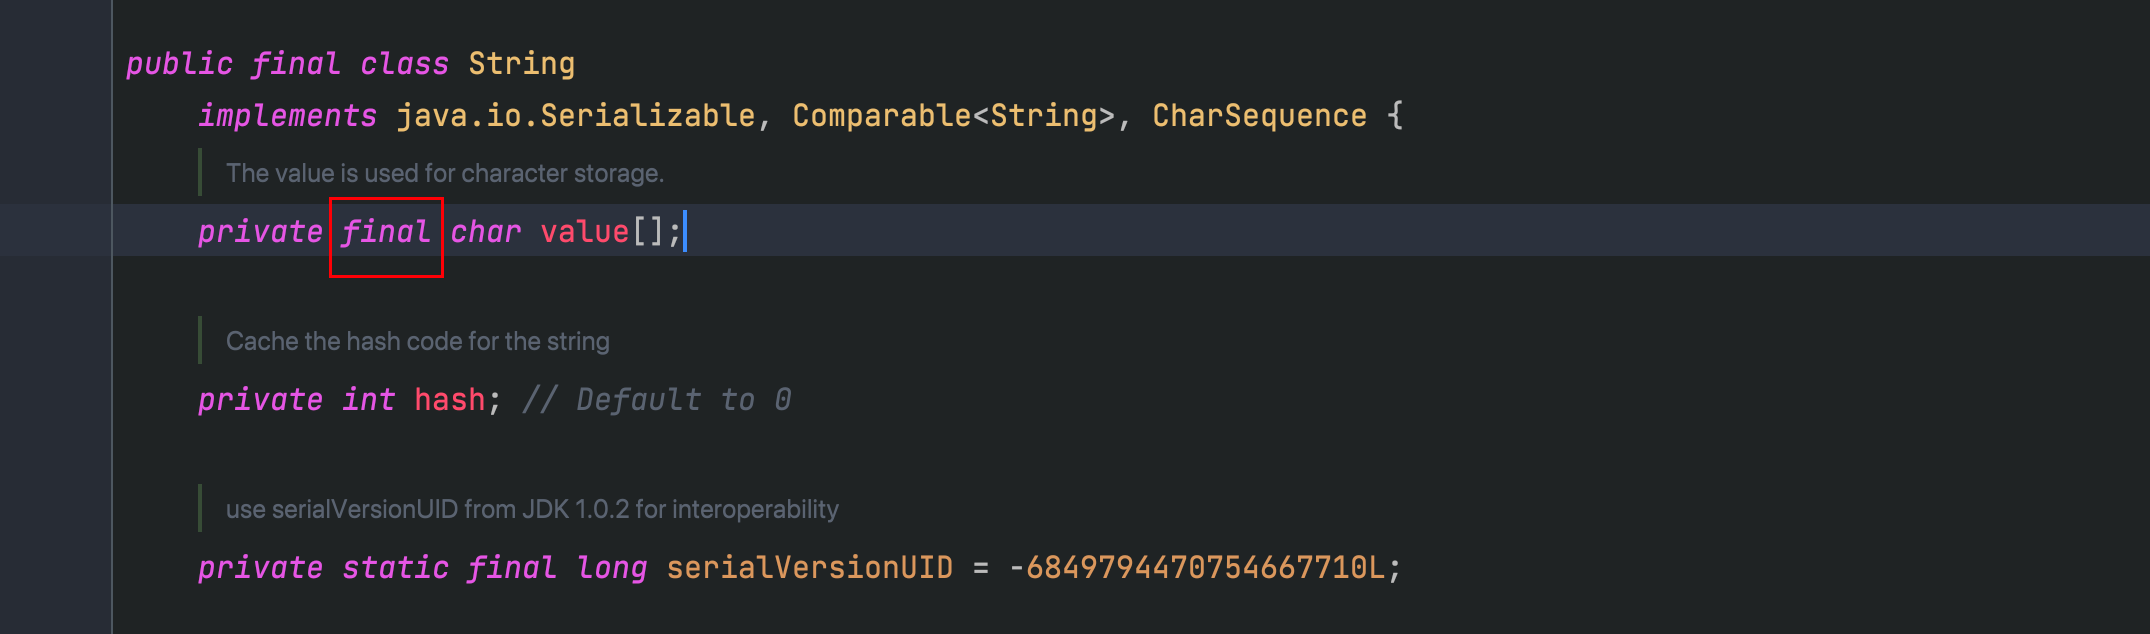 public final class String
implements java.io.Serializable, Comparable<String>, CharSequence {
The value is used for character storage.
private final char value[];
Cache the hash code for the string
private int hash; // Default to 0
use serialVersionUID from JDK 1.0.2 for interoperability
private static final long serialVersionUID = -6849794470754667710L;